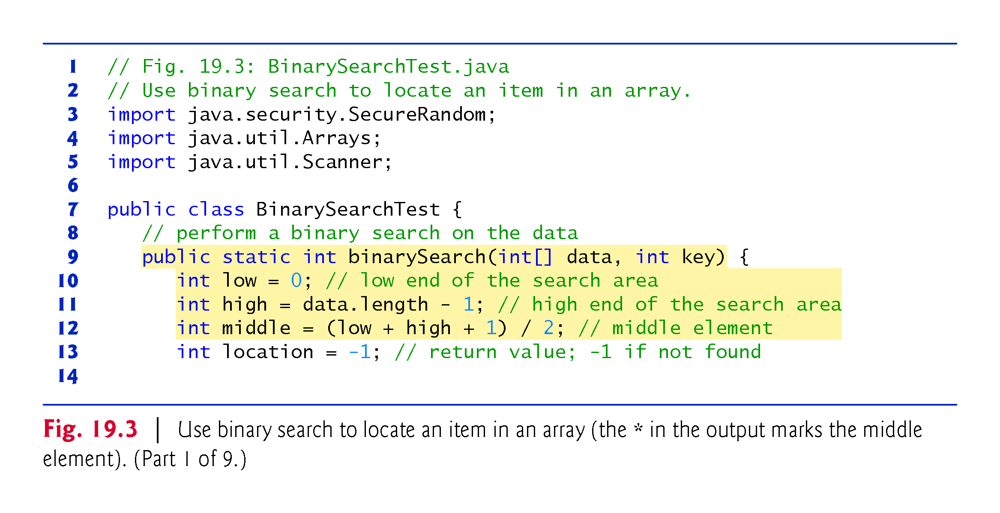 1 // Fig. 19.3: BinarySearchTest.java
2 // Use binary search to locate an item in an array.
3 import java.security.SecureRandom;
4 import java.util.Arrays;
5 import java.util.Scanner;
6
7 public class BinarySearchTest {
8 // perform a binary search on the data
9 public static int binarySearch(int[] data, int key) {
10 int low = 0; // low end of the search area
11 int high = data.length - 1; // high end of the search area
12 int middle = (low + high + 1) / 2; // middle element
13 int location = -1; // return value; -1 if not found
14
Fig. 19.3 | Use binary search to locate an item in an array (the * in the output marks the middle
element). (Part 1 of 9.)